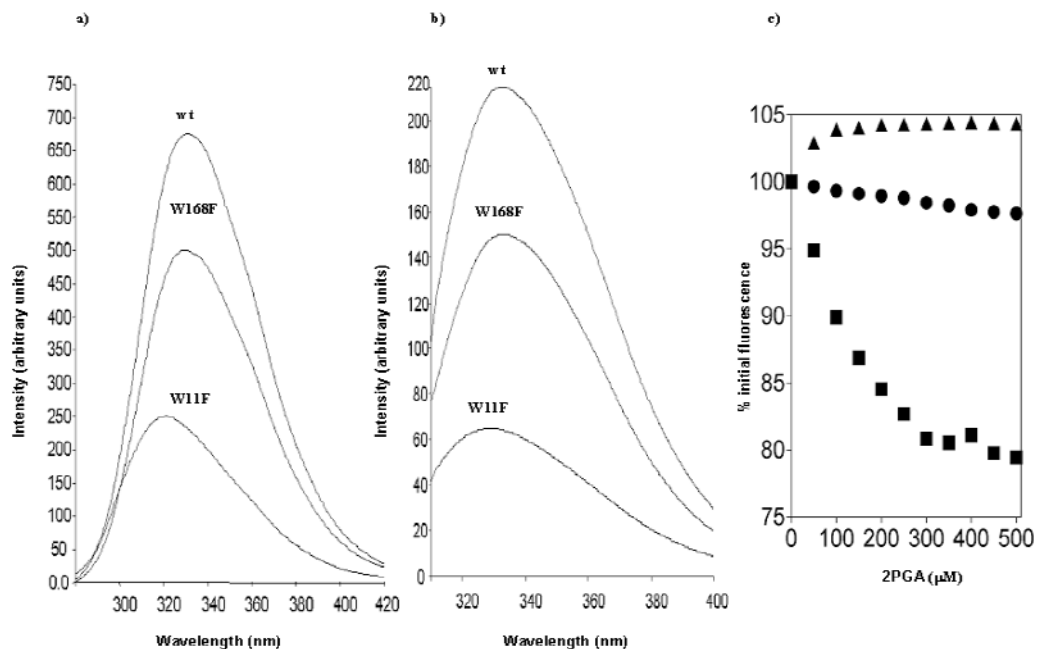 a)
Intensity (arbitrary units)
750
700
650
600
550
500
450
400
350
300
250
200
150
100
50
0.0
wt
W168F
W11F
300 320 340 360 380 400 420
Wavelength (nm)
b)
Intensity (arbitrary units)
220
200
180
160
140
120
100
80
60
40
20
0
wt
W168F
W11F
320 340 360 380 400
Wavelength (nm)
c)
% initial fluorescence
105
100
95
90
85
80
75
0 100 200 300 400 500
2PGA (µM)